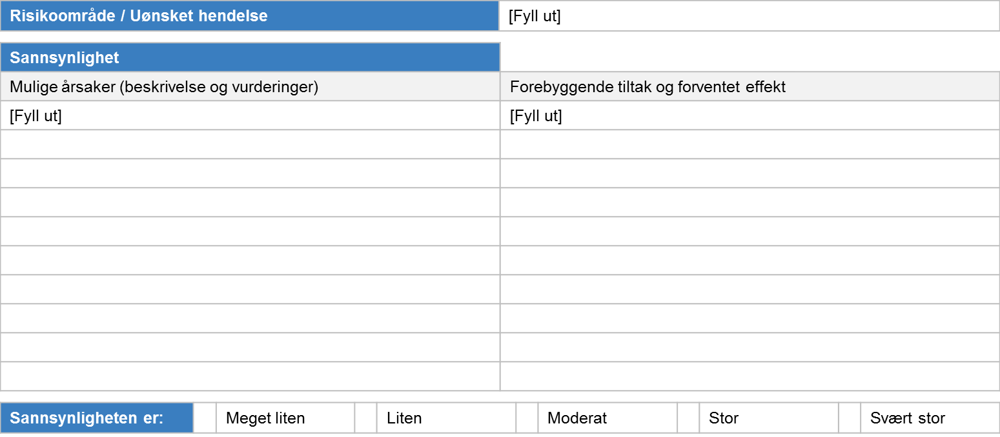 Risikoområde / Uønsket hendelse [Fyll ut]
Sannsynlighet
Mulige årsaker (beskrivelse og vurderinger) Forebyggende tiltak og forventet effekt
[Fyll ut] [Fyll ut]
Sannsynligheten er: Meget liten Liten Moderat Stor Svært stor